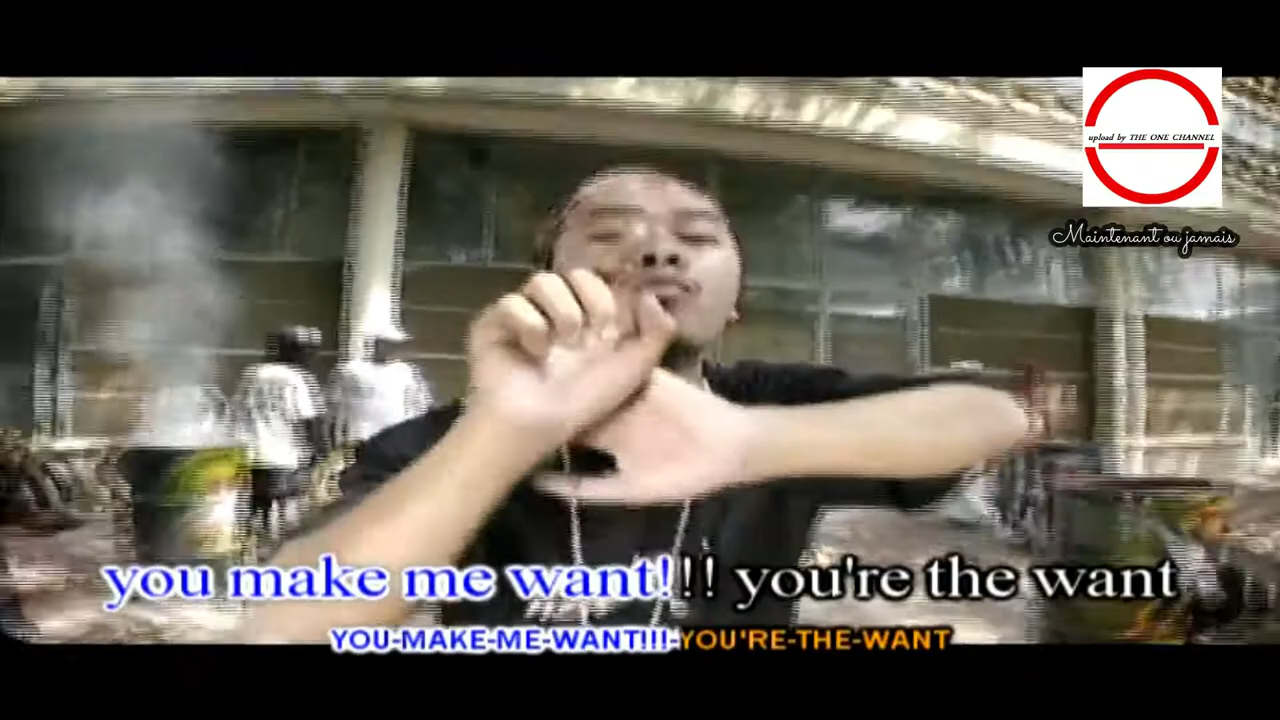 upload by THE ONE CHANNEL
Maintenant ou jamais
you make me want!!! you're the want
YOU-MAKE-ME-WANT!!!-YOU'RE-THE-WANT